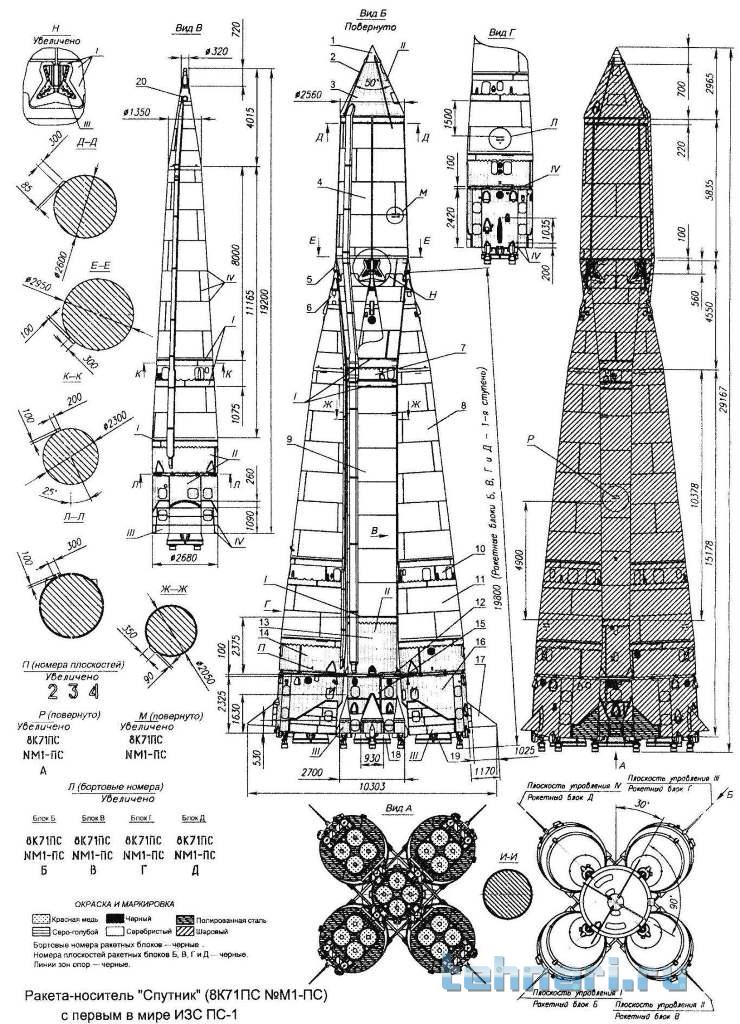 Н
Увеличено
I
III
Вид В
720
ø320
20
ø1350
4015
8000
11165
19200
IV
I
К
К
1075
I
II
Л
Л
260
1090
III
IV
ø2680
Вид Б
Повернуто
1
II
2
3
50°
ø2560
Д
Д
4
М
Е
Е
5
6
Н
7
I
Ж
Ж
8
9
В
19800 (Ракетные блоки Б, В, Г и Д – 1-я ступень)
10
I
11
Г
II
12
13
14
15
П
16
17
100
2375
2325
1630
530
III
930
18
III
19
2700
1170
1025
10303
Вид Г
1500
Л
100
IV
2420
1035
200
IV
700
2965
220
5835
100
560
4550
29167
Р
10378
4900
15178
А
Д–Д
300
85
ø2600
Е–Е
ø2950
100
300
К–К
200
100
ø2300
25°
Л–Л
300
100
Ж–Ж
350
90
ø2050
П (номера плоскостей)
Увеличено
2 3 4
Р (повернуто)
Увеличено
8К71ПС
№М1-ПС
А
М (повернуто)
8К71ПС
№М1-ПС
Л (бортовые номера)
Увеличено
Блок Б Блок В Блок Г Блок Д
8К71ПС 8К71ПС 8К71ПС 8К71ПС
№М1-ПС №М1-ПС №М1-ПС №М1-ПС
Б В Г Д
ОКРАСКА И МАРКИРОВКА
Красная медь Черный Полированная сталь
Серо-голубой Серебристый Шаровый
Бортовые номера ракетных блоков – черные.
Номера плоскостей ракетных блоков Б, В, Г и Д – черные.
Линии зон опор — черные.
Вид А
И-И
Плоскость управления IV
Ракетный блок Д
Плоскость управления III
Ракетный блок Г
30°
Б
90°
Плоскость управления I
Ракетный блок Б
Плоскость управления II
Ракетный блок В
tehnari.ru
Ракета-носитель "Спутник" (8К71ПС №М1-ПС)
с первым в мире ИЗС ПС-1